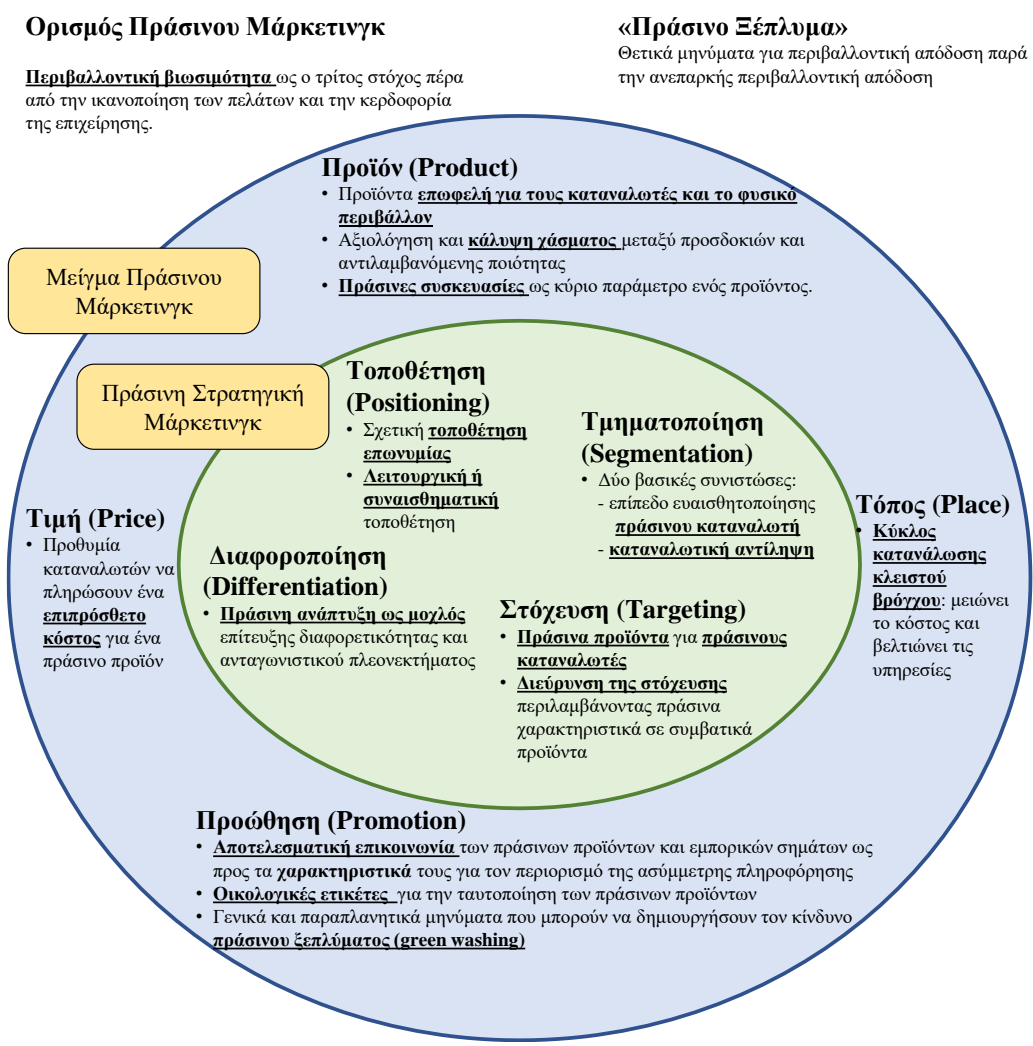 Ορισμός Πράσινου Μάρκετινγκ
Περιβαλλοντική βιωσιμότητα ως ο τρίτος στόχος πέρα
από την ικανοποίηση των πελάτων και την κερδοφορία
της επιχείρησης.
«Πράσινο Ξέπλυμα»
Θετικά μηνύματα για περιβαλλοντική απόδοση παρά
την ανεπαρκής περιβαλλοντική απόδοση
Προϊόν (Product)
• Προϊόντα επωφελή για τους καταναλωτές και το φυσικό
περιβάλλον
• Αξιολόγηση και κάλυψη χάσματος μεταξύ προσδοκιών και
αντιλαμβανόμενης ποιότητας
• Πράσινες συσκευασίες ως κύριο παράμετρο ενός προϊόντος.
Μείγμα Πράσινου
Μάρκετινγκ
Πράσινη Στρατηγική
Μάρκετινγκ
Τοποθέτηση
(Positioning)
• Σχετική τοποθέτηση
επωνυμίας
• Λειτουργική ή
συναισθηματική
τοποθέτηση
Τμηματοποίηση
(Segmentation)
• Δύο βασικές συνιστώσες:
- επίπεδο ευαισθητοποίησης
πράσινου καταναλωτή
- καταναλωτική αντίληψη
Τιμή (Price)
• Προθυμία
καταναλωτών να
πληρώσουν ένα
επιπρόσθετο
κόστος για ένα
πράσινο προϊόν
Διαφοροποίηση
(Differentiation)
• Πράσινη ανάπτυξη ως μοχλός
επίτευξης διαφορετικότητας και
ανταγωνιστικού πλεονεκτήματος
Στόχευση (Targeting)
• Πράσινα προϊόντα για πράσινους
καταναλωτές
• Διεύρυνση της στόχευσης
περιλαμβάνοντας πράσινα
χαρακτηριστικά σε συμβατικά
προϊόντα
Τόπος (Place)
• Κύκλος
κατανάλωσης
κλειστού
βρόγχου: μειώνει
το κόστος και
βελτιώνει τις
υπηρεσίες
Προώθηση (Promotion)
• Αποτελεσματική επικοινωνία των πράσινων προϊόντων και εμπορικών σημάτων ως
προς τα χαρακτηριστικά τους για τον περιορισμό της ασύμμετρης πληροφόρησης
• Οικολογικές ετικέτες για την ταυτοποίηση των πράσινων προϊόντων
• Γενικά και παραπλανητικά μηνύματα που μπορούν να δημιουργήσουν τον κίνδυνο
πράσινου ξεπλύματος (green washing)